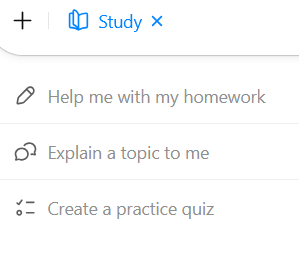 Study
Help me with my homework
Explain a topic to me
Create a practice quiz